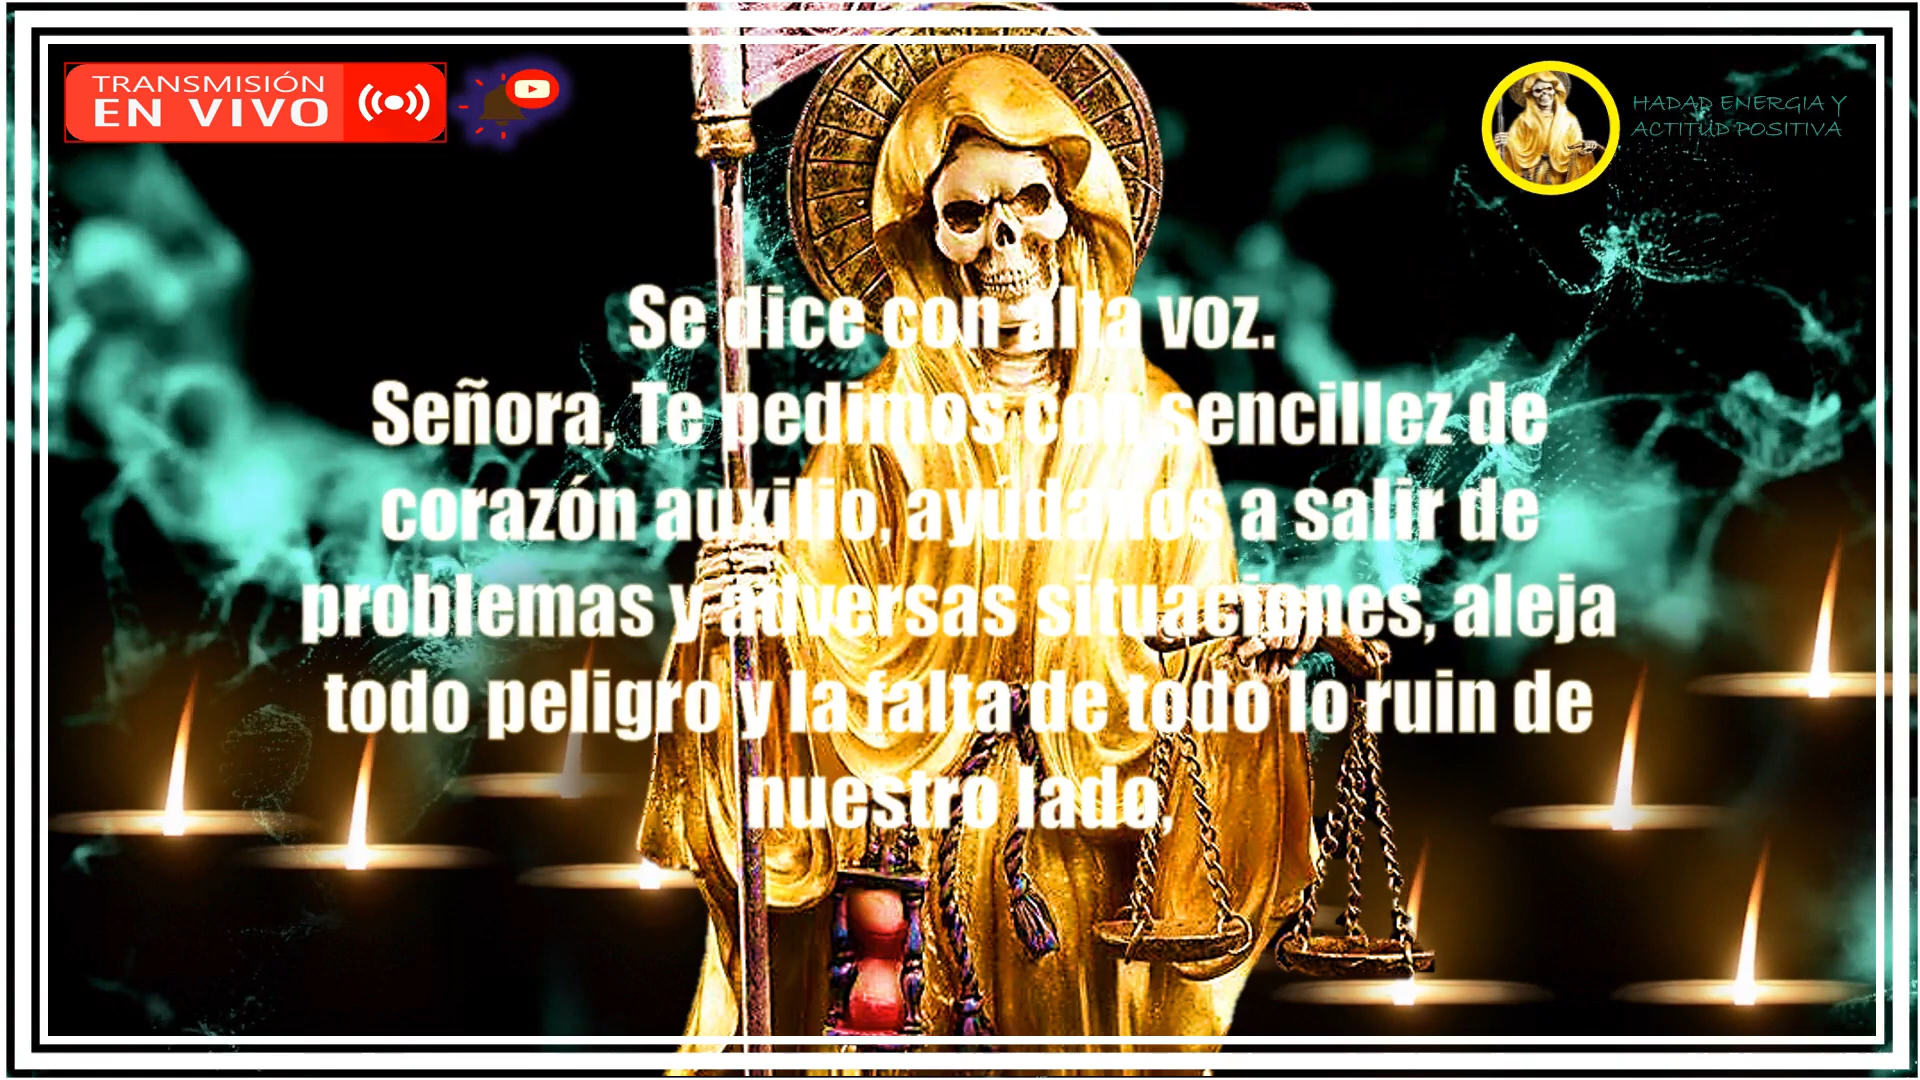 TRANSMISIÓN
EN VIVO
HADAD ENERGIA Y
ACTITUD POSITIVA
Se dice con alta voz.
Señora, Te pedimos con sencillez de
corazón auxilio, ayúdanos a salir de
problemas y adversas situaciones, aleja
todo peligro y la falta de todo lo ruin de
nuestro lado,